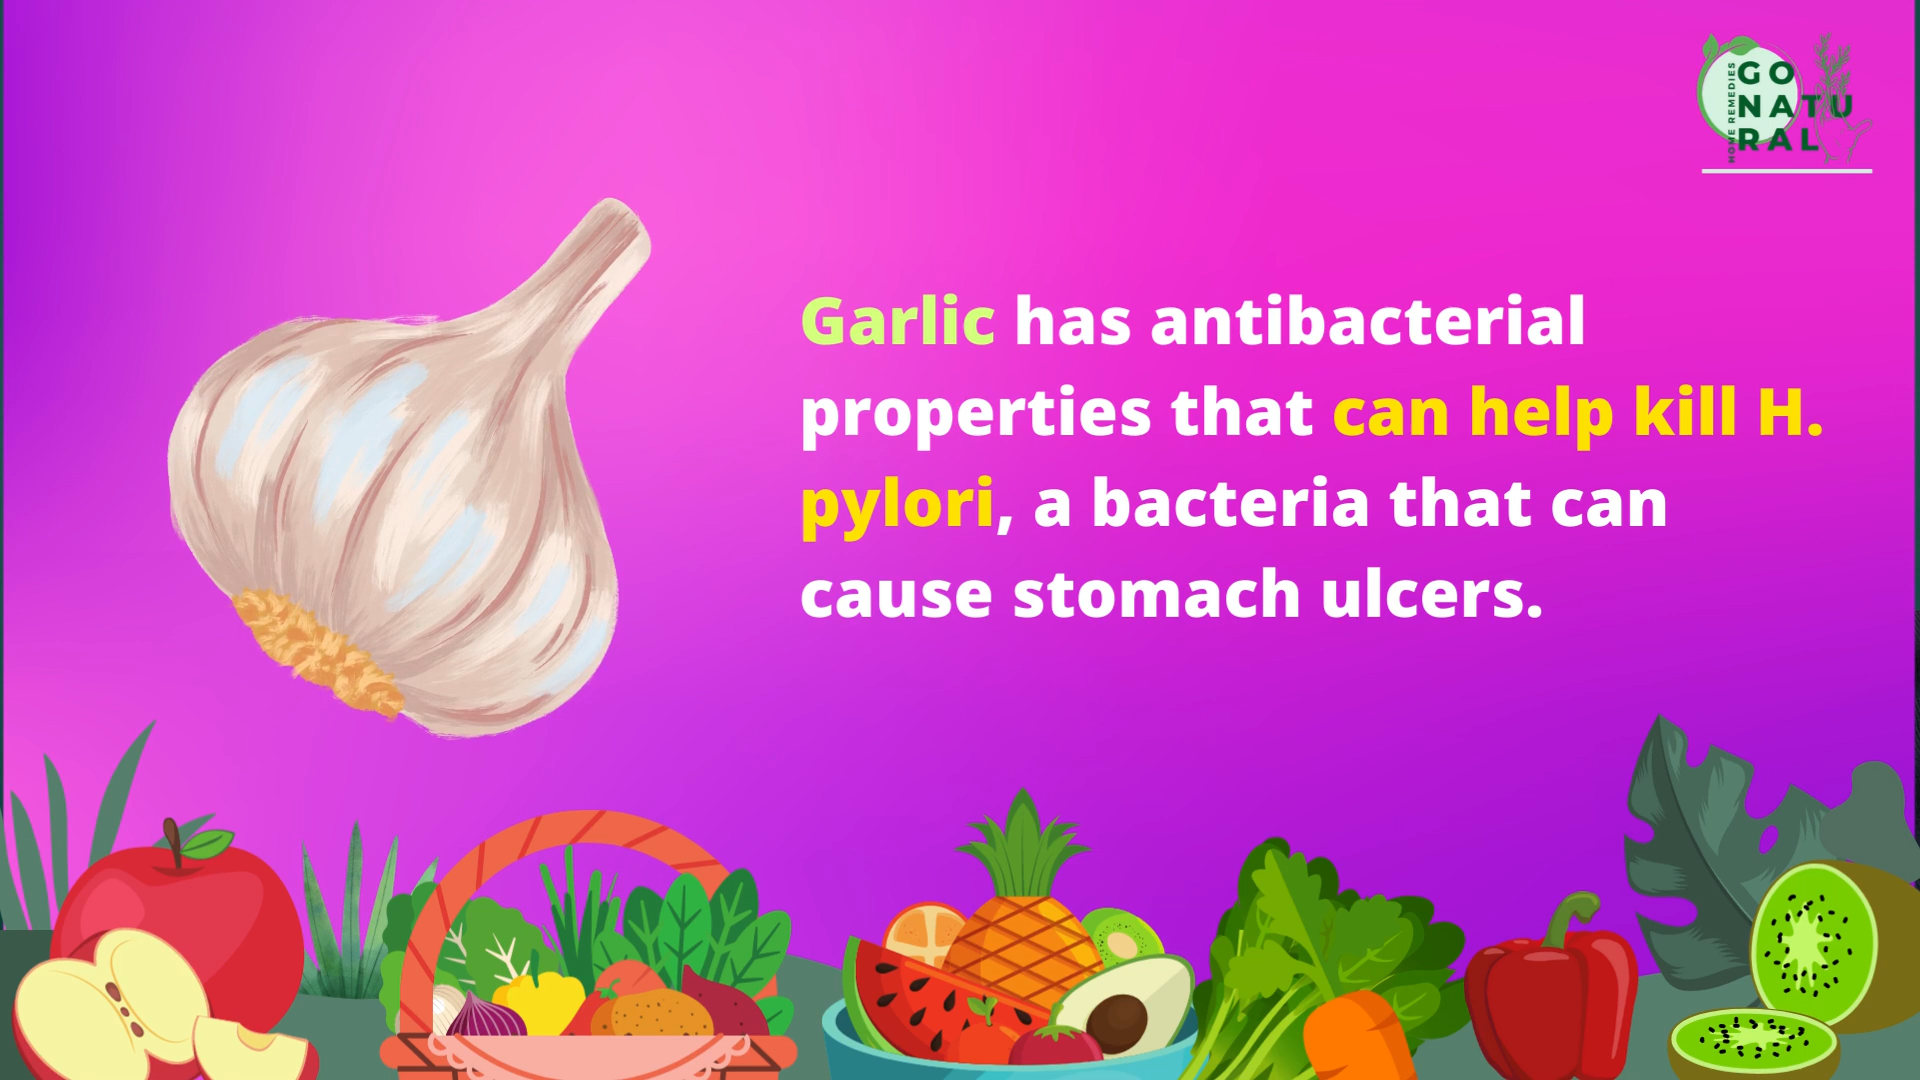 HOME REMEDIES
GO
NATU
RAL
Garlic has antibacterial
properties that can help kill H.
pylori, a bacteria that can
cause stomach ulcers.